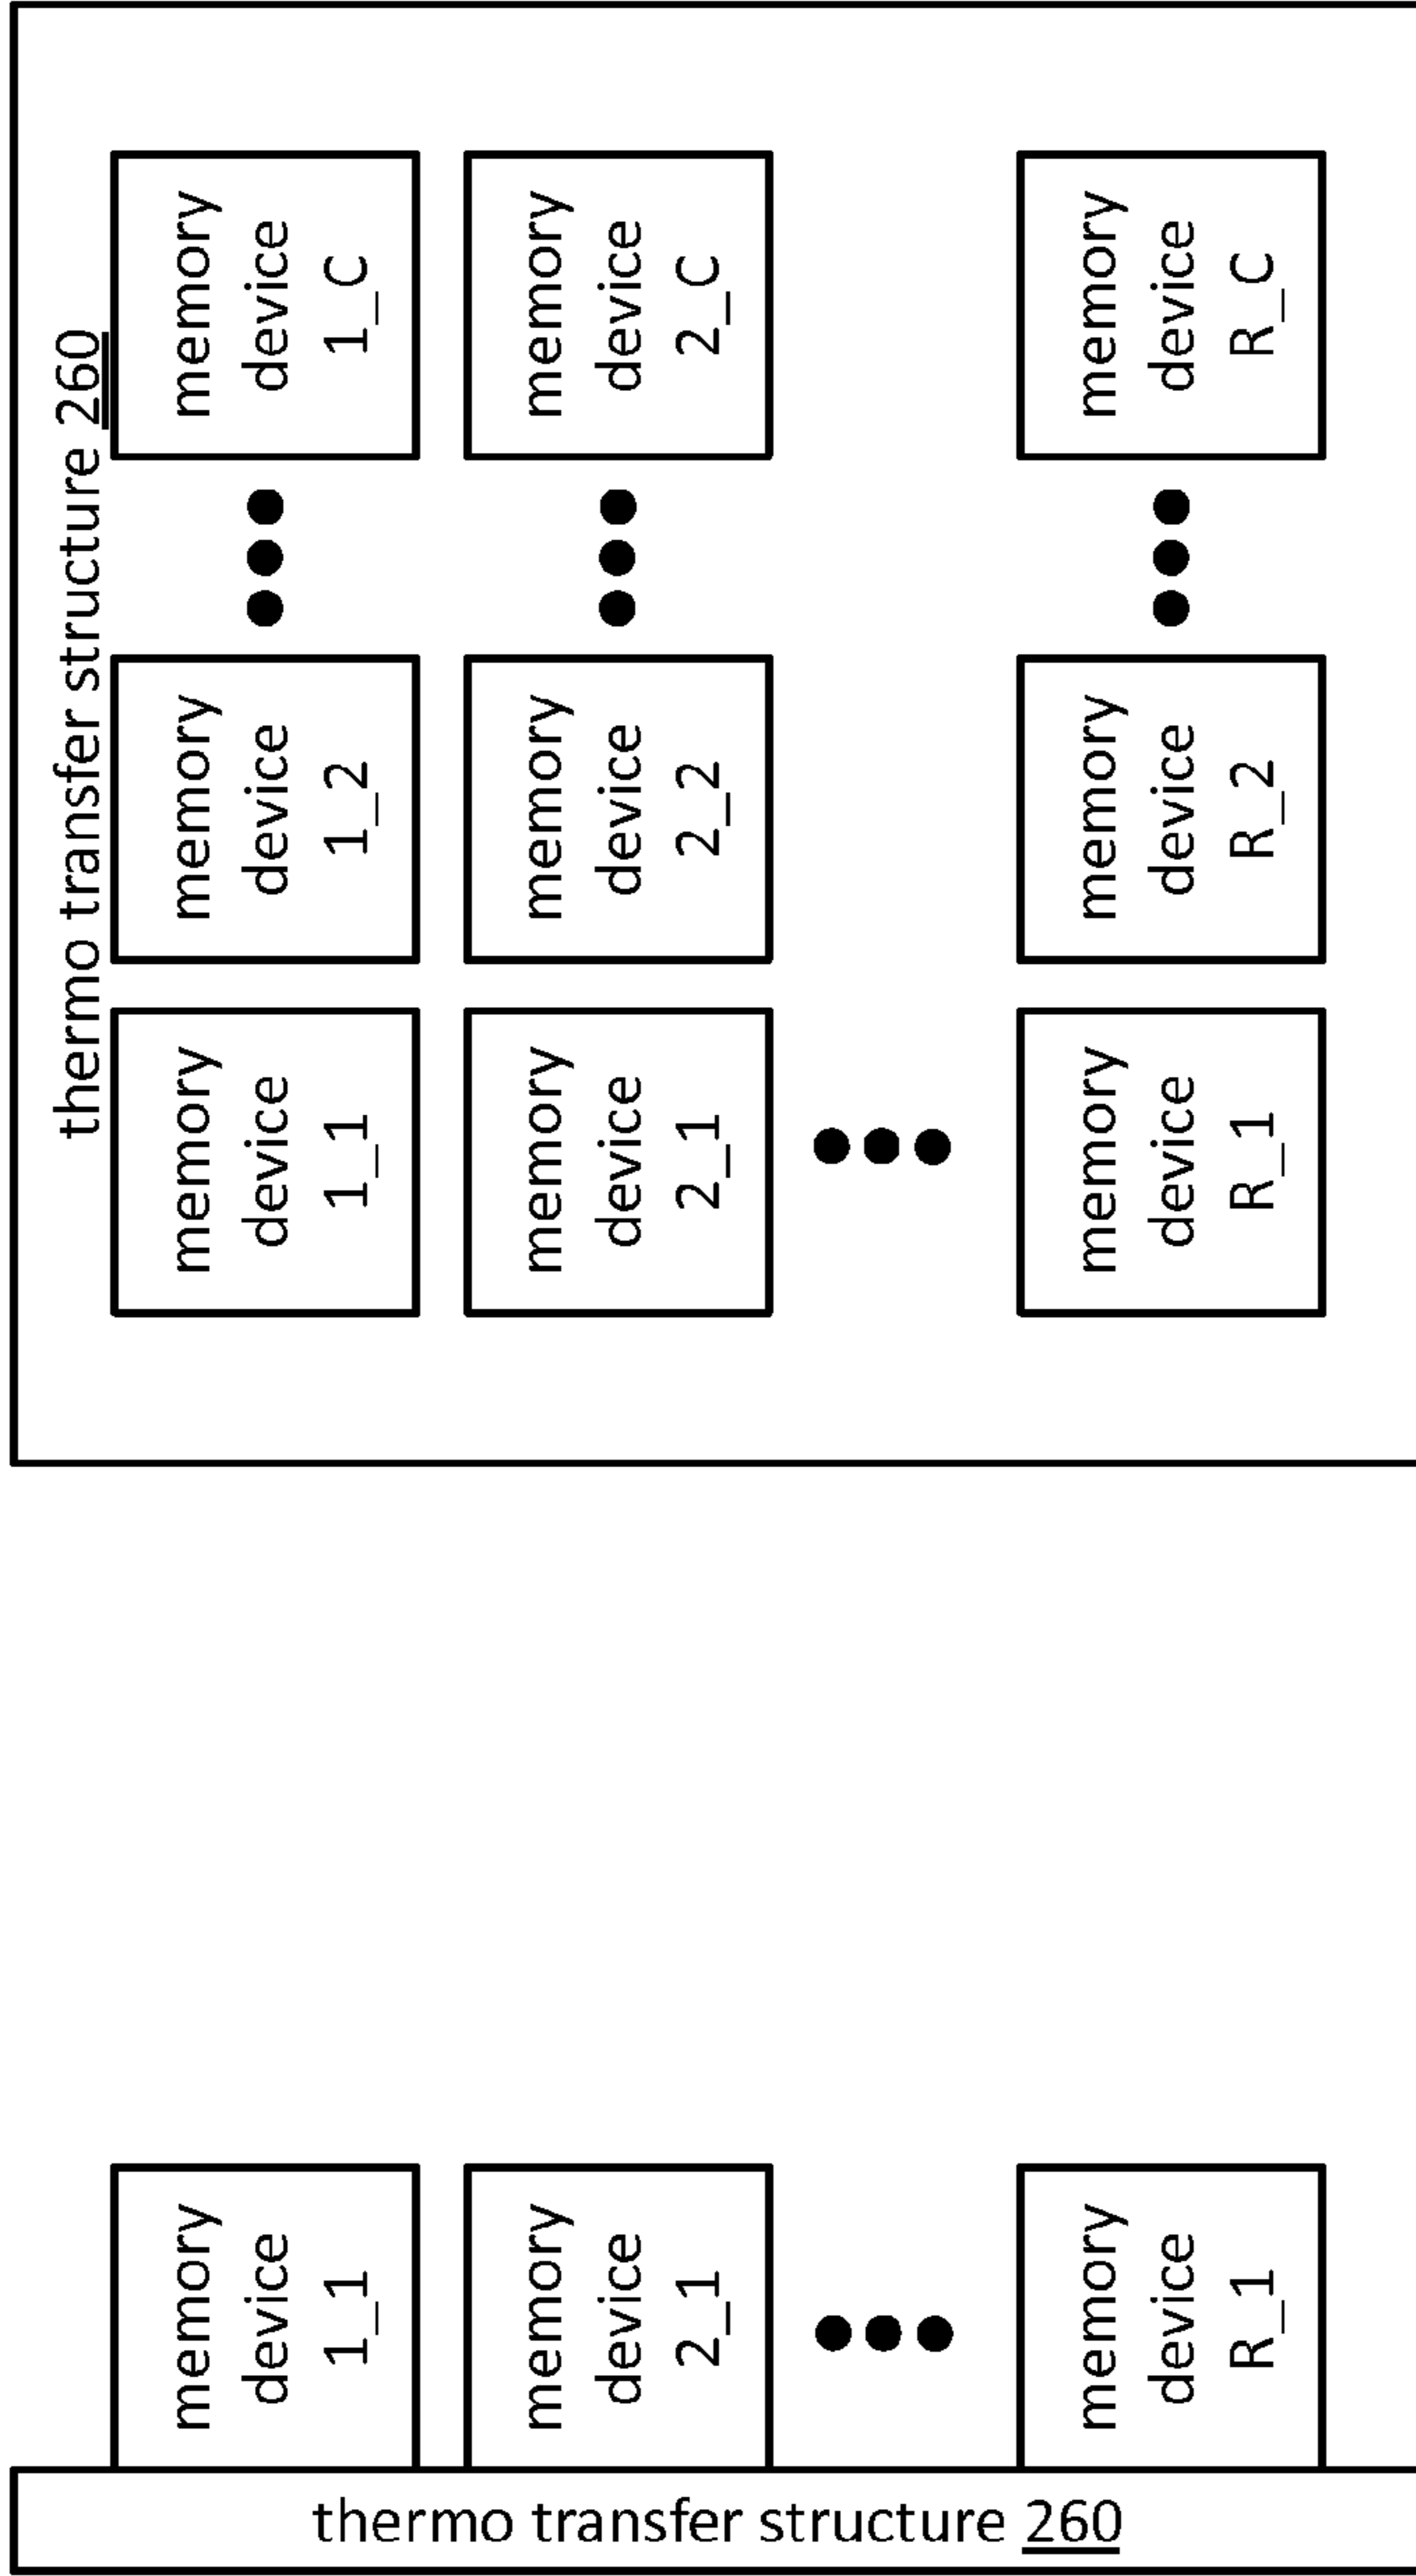 thermo transfer structure 260
memory
device
1_1
memory
device
1_2
memory
device
1_C
memory
device
2_1
memory
device
2_2
memory
device
2_C
memory
device
R_1
memory
device
R_2
memory
device
R_C
thermo transfer structure 260
memory
device
1_1
memory
device
2_1
memory
device
R_1